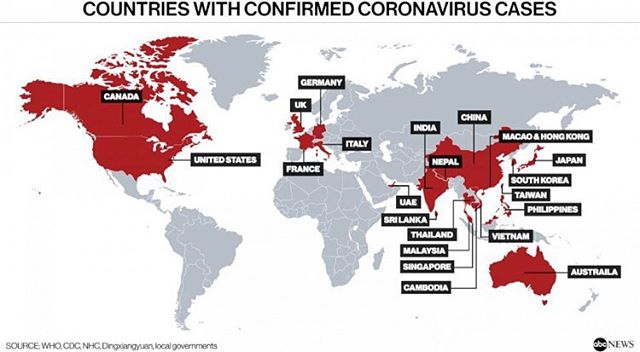 COUNTRIES WITH CONFIRMED CORONAVIRUS CASES
GERMANY
CANADA
UK
CHINA
INDIA
MACAO & HONG KONG
ITALY
UNITED STATES
NEPAL
JAPAN
FRANCE
SOUTH KOREA
UAE
TAIWAN
PHILIPPINES
SRI LANKA
THAILAND
VIETNAM
MALAYSIA
SINGAPORE
AUSTRAILA
CAMBODIA
SOURCE: WHO, CDC, NHC, Dingxiangyuan, local governments
abc NEWS